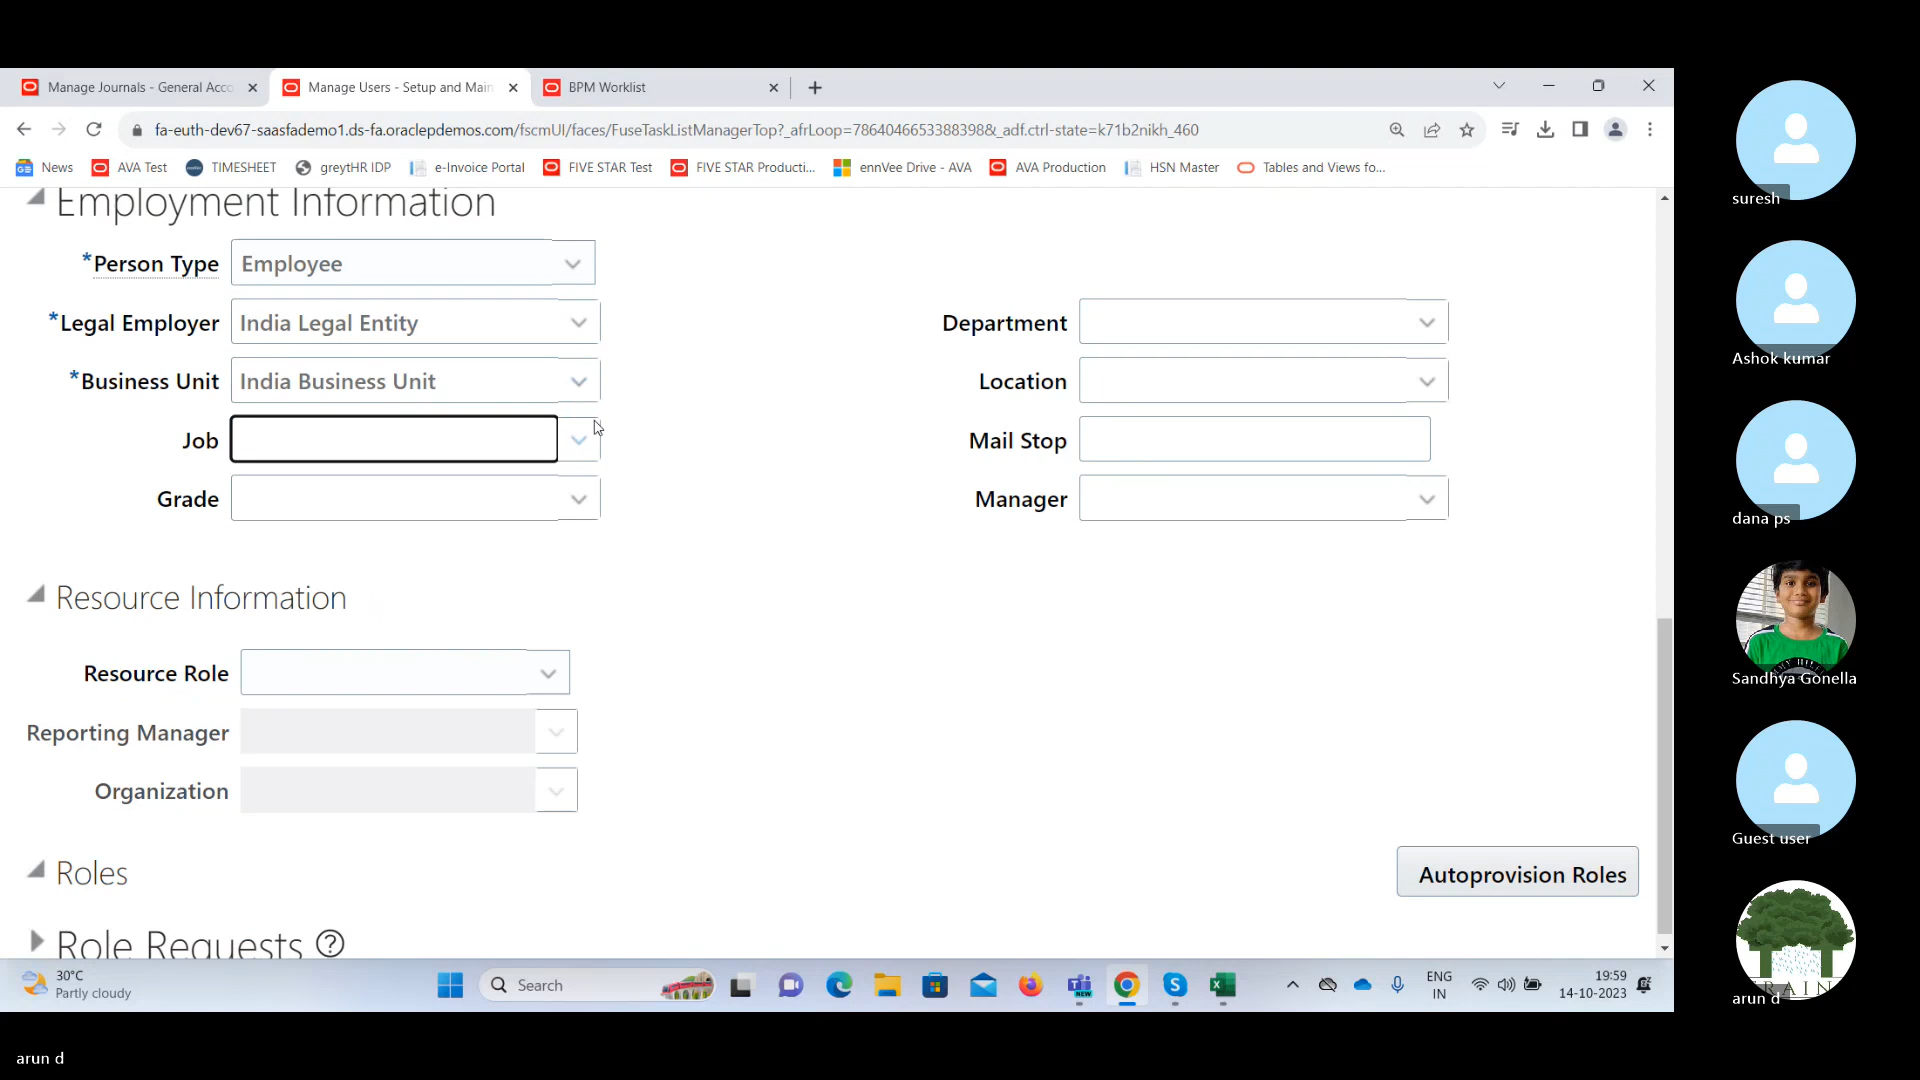 Manage Journals - General Acco
Manage Users - Setup and Main
BPM Worklist
fa-euth-dev67-saasfademo1.ds-fa.oraclepdemos.com/fscmUI/faces/FuseTaskListManagerTop?_afrLoop=78640466533883988&_adf.ctrl-state=k71b2nikh_460
News
AVA Test
TIMESHEET
greytHR IDP
e-Invoice Portal
FIVE STAR Test
FIVE STAR Producti...
ennVee Drive - AVA
AVA Production
HSN Master
Tables and Views fo...
Employment Information
*Person Type Employee
*Legal Employer India Legal Entity
Department
*Business Unit India Business Unit
Location
Job
Mail Stop
Grade
Manager
Resource Information
Resource Role
Reporting Manager
Organization
Roles
Autoprovision Roles
Role Requests
30°C
Partly cloudy
Search
NEW
ENG
IN
19:59
14-10-2023
suresh
Ashok kumar
dana ps
Sandhya Gonella
Guest user
arun d
arun d